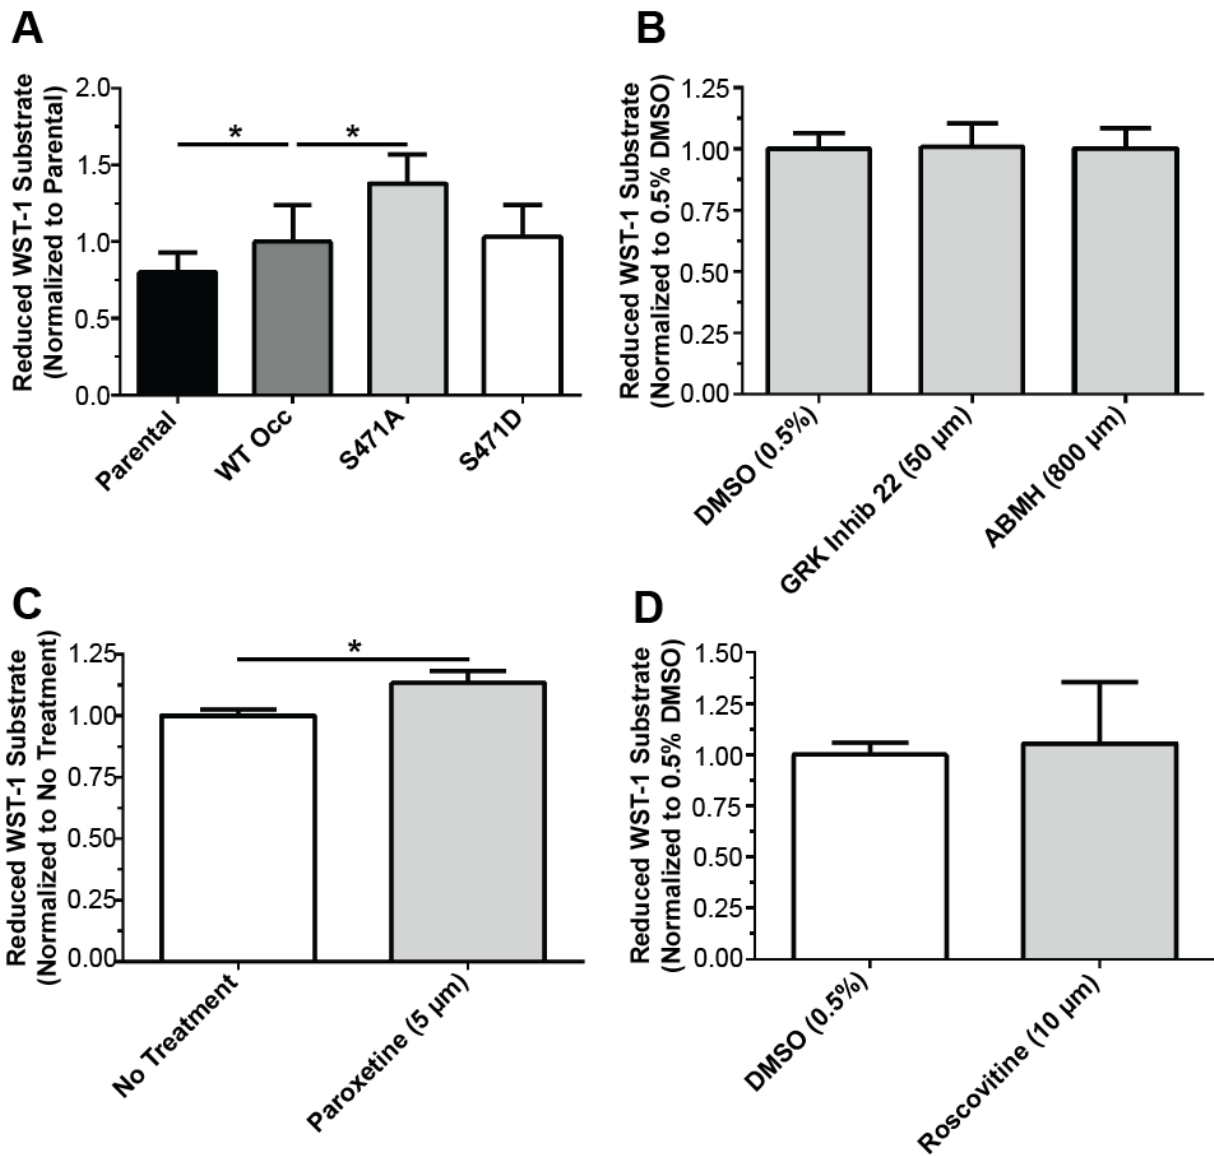 A
Reduced WST-1 Substrate
(Normalized to Parental)
2.0
1.5
1.0
0.5
0.0
*
*
Parental
WT Occ
S471A
S471D
B
Reduced WST-1 Substrate
(Normalized to 0.5% DMSO)
1.25
1.00
0.75
0.50
0.25
0.00
DMSO (0.5%)
GRK Inhib 22 (50 µm)
ABMH (800 µm)
C
Reduced WST-1 Substrate
(Normalized to No Treatment)
1.25
1.00
0.75
0.50
0.25
0.00
*
No Treatment
Paroxetine (5 µm)
D
Reduced WST-1 Substrate
(Normalized to 0.5% DMSO)
1.50
1.25
1.00
0.75
0.50
0.25
0.00
DMSO (0.5%)
Roscovitine (10 µm)